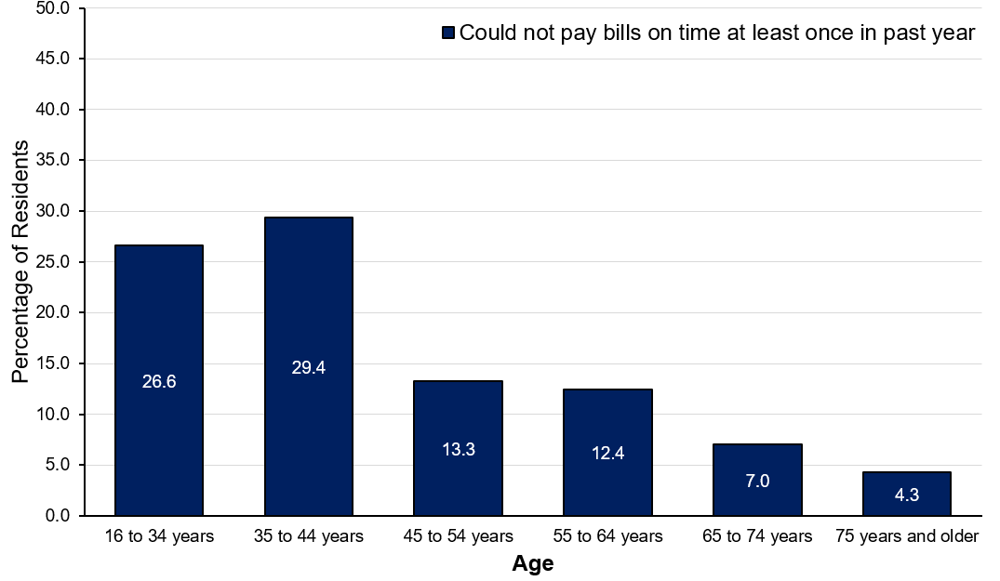 50.0
Could not pay bills on time at least once in past year
45.0
40.0
35.0
30.0
25.0
20.0
15.0
10.0
5.0
0.0
Percentage of Residents
26.6
29.4
13.3
12.4
7.0
4.3
16 to 34 years
35 to 44 years
45 to 54 years
55 to 64 years
65 to 74 years
75 years and older
Age